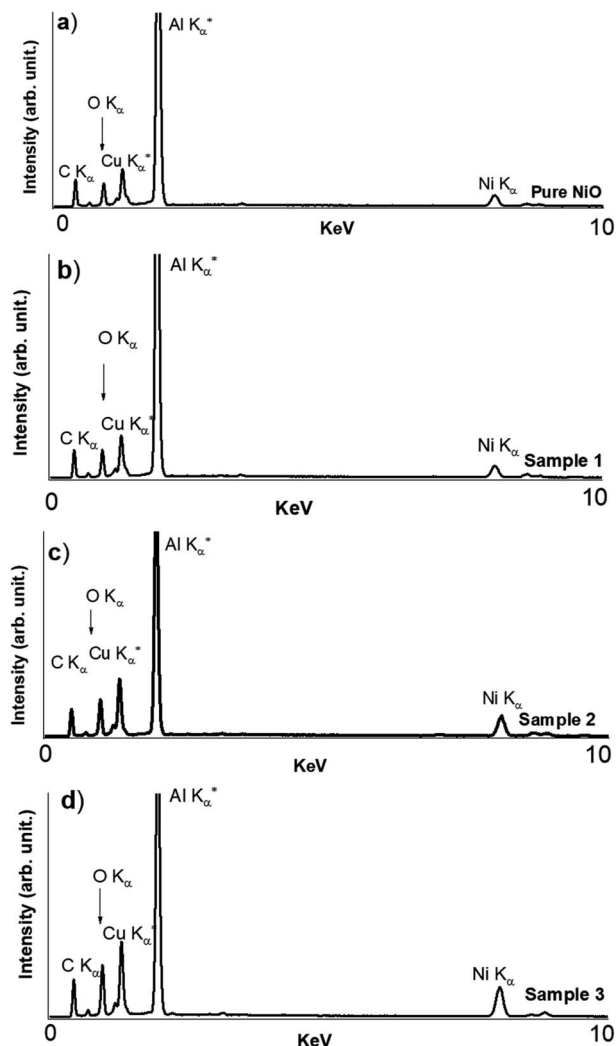 a)
Al Kα*
Intensity (arb. unit.)
O Kα
Cu Kα*
C Kα
Ni Kα
Pure NiO
0
KeV
10
b)
Al Kα*
Intensity (arb. unit.)
O Kα
Cu Kα*
C Kα
Ni Kα
Sample 1
0
KeV
10
c)
Al Kα*
Intensity (arb. unit.)
O Kα
Cu Kα*
C Kα
Ni Kα
Sample 2
0
KeV
10
d)
Al Kα*
Intensity (arb. unit.)
O Kα
Cu Kα*
C Kα
Ni Kα
Sample 3
0
KeV
10